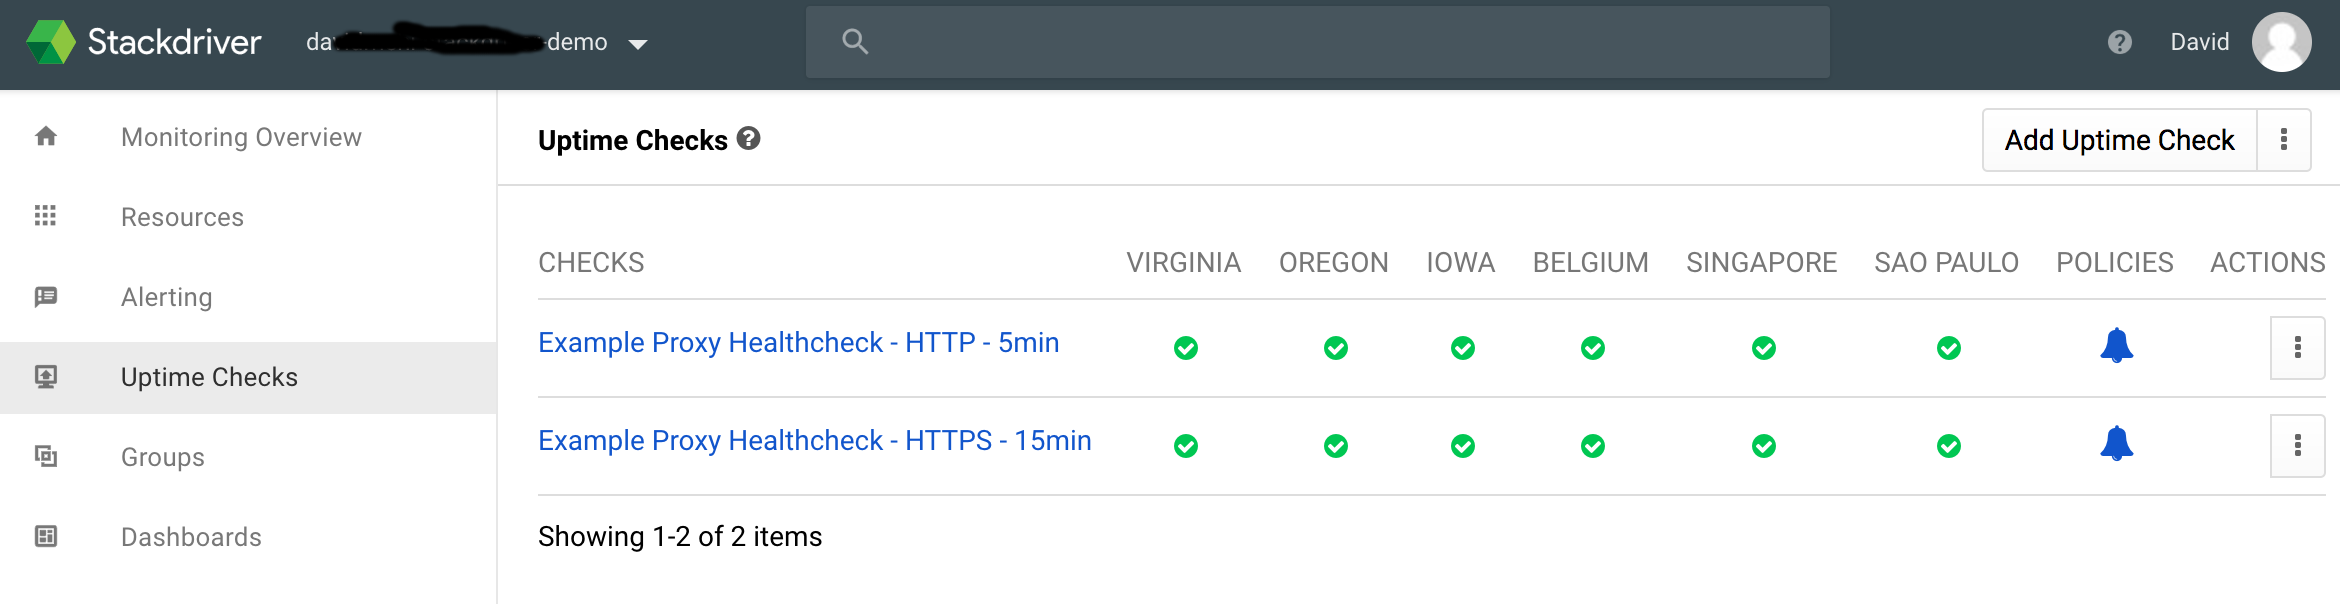 Stackdriver -demo David
Monitoring Overview
Resources
Alerting
Uptime Checks
Groups
Dashboards
Uptime Checks Add Uptime Check
CHECKS VIRGINIA OREGON IOWA BELGIUM SINGAPORE SAO PAULO POLICIES ACTIONS
Example Proxy Healthcheck - HTTP - 5min
Example Proxy Healthcheck - HTTPS - 15min
Showing 1-2 of 2 items